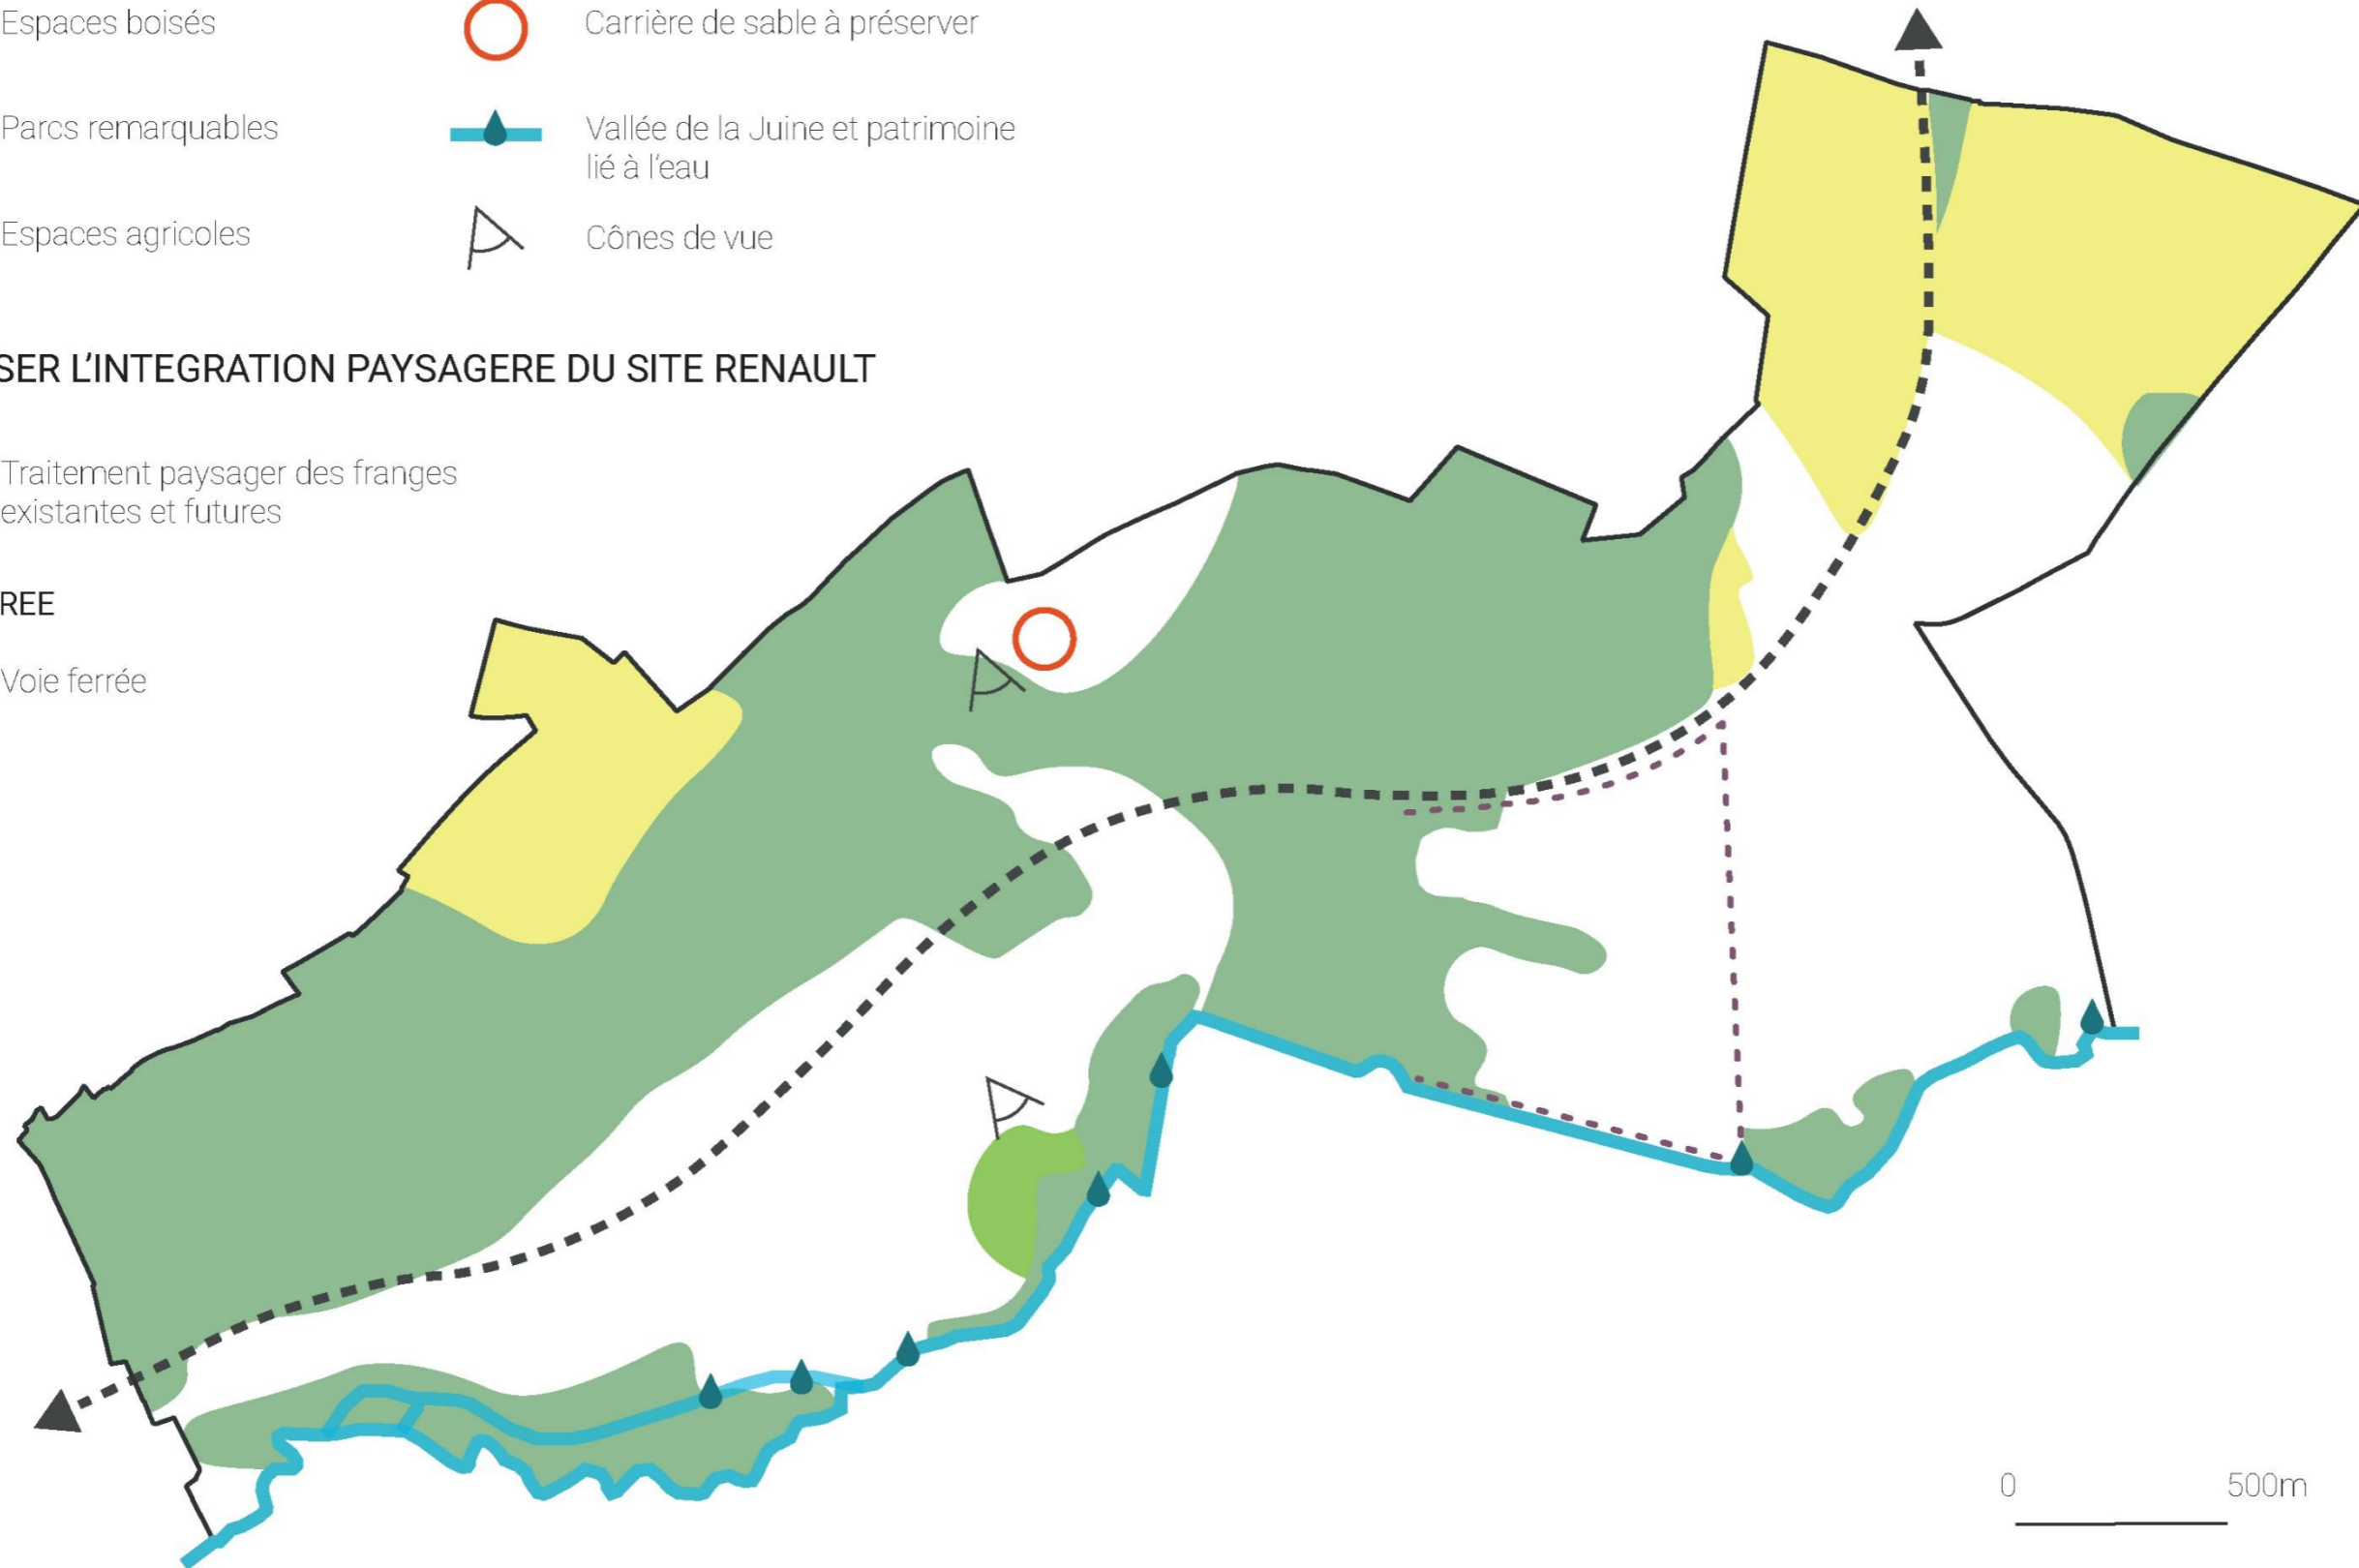 Espaces boisés
Carrière de sable à préserver
Parcs remarquables
Vallée de la Juine et patrimoine
lié à l'eau
Espaces agricoles
Cônes de vue
SER L'INTEGRATION PAYSAGERE DU SITE RENAULT
Traitement paysager des franges
existantes et futures
REE
Voie ferrée
0 500m